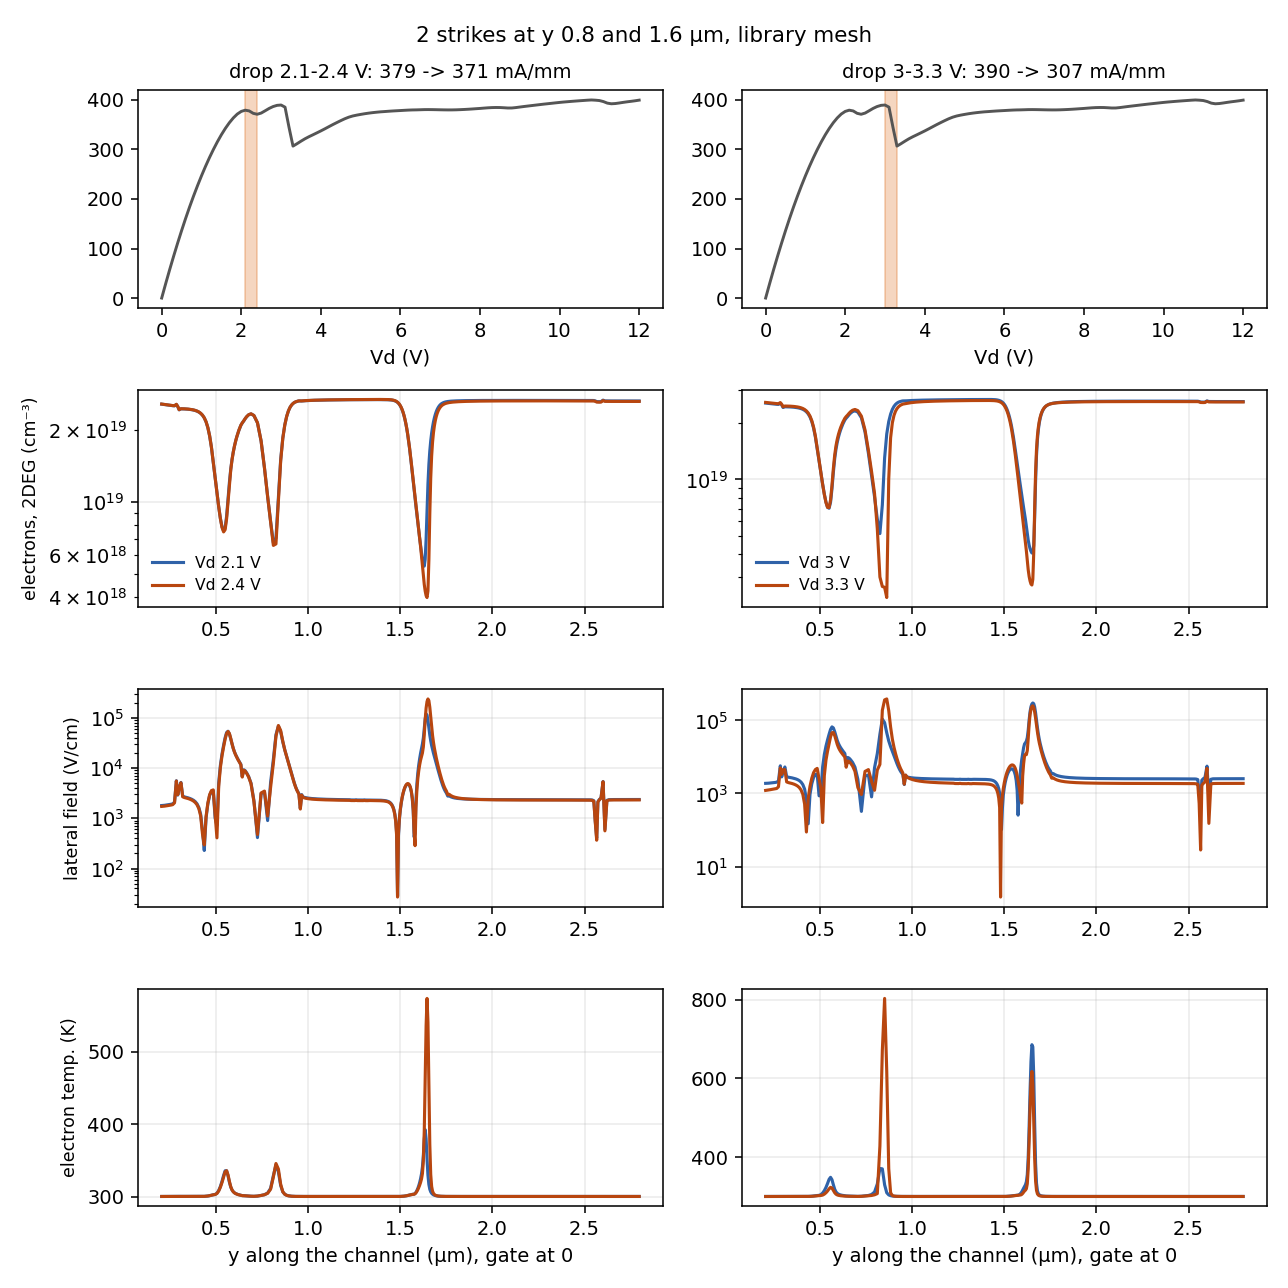 2 strikes at y 0.8 and 1.6 µm, library mesh
drop 2.1-2.4 V: 379 -> 371 mA/mm
400
300
200
100
0
0 2 4 6 8 10 12
Vd (V)
drop 3-3.3 V: 390 -> 307 mA/mm
400
300
200
100
0
0 2 4 6 8 10 12
Vd (V)
electrons, 2DEG (cm⁻³)
2 × 10¹⁹
10¹⁹
6 × 10¹⁸
4 × 10¹⁸
Vd 2.1 V
Vd 2.4 V
0.5 1.0 1.5 2.0 2.5
10¹⁹
Vd 3 V
Vd 3.3 V
0.5 1.0 1.5 2.0 2.5
lateral field (V/cm)
10⁵
10⁴
10³
10²
0.5 1.0 1.5 2.0 2.5
10⁵
10³
10¹
0.5 1.0 1.5 2.0 2.5
electron temp. (K)
500
400
300
0.5 1.0 1.5 2.0 2.5
y along the channel (µm), gate at 0
800
600
400
0.5 1.0 1.5 2.0 2.5
y along the channel (µm), gate at 0